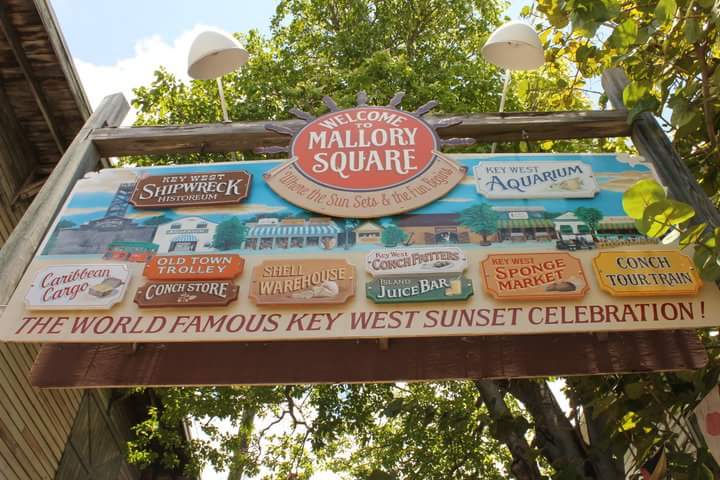 WELCOME
TO
MALLORY
SQUARE
Where the Sun Sets & the Fun Begins
KEY WEST
SHIPWRECK
HISTOREUM
KEY WEST
AQUARIUM
Caribbean
Cargo
OLD TOWN
TROLLEY
CONCH STORE
SHELL
WAREHOUSE
KEY WEST
CONCH FRITTERS
ISLAND
JUICE BAR
KEY WEST
SPONGE
MARKET
CONCH
TOUR TRAIN
THE WORLD FAMOUS KEY WEST SUNSET CELEBRATION!